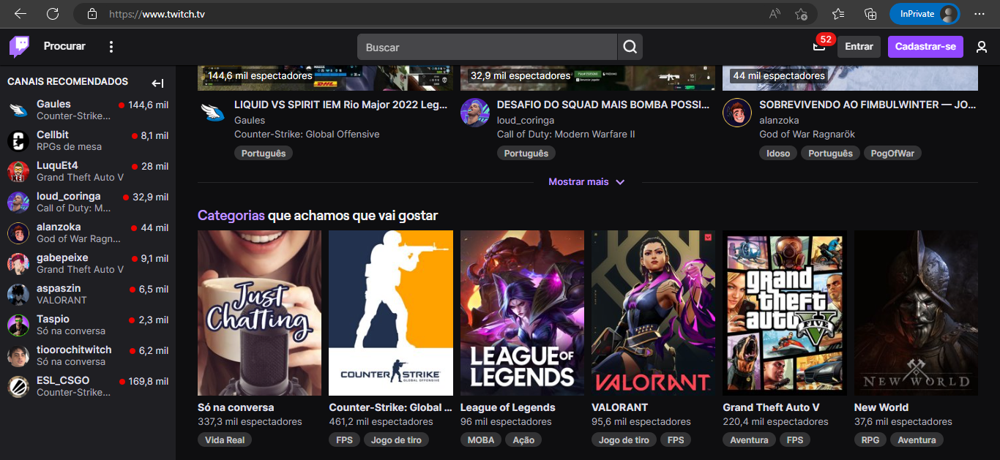 https://www.twitch.tv
InPrivate
Procurar
Buscar
52
Entrar
Cadastrar-se
CANAIS RECOMENDADOS
Gaules
144,6 mil
Counter-Strike...
Cellbit
8,1 mil
RPGs de mesa
LuquEt4
28 mil
Grand Theft Auto V
loud_coringa
32,9 mil
Call of Duty: M...
alanzoka
44 mil
God of War Ragn...
gabepeixe
9,1 mil
Grand Theft Auto V
aspaszin
6,5 mil
VALORANT
Taspio
2,3 mil
Só na conversa
tioorochitwitch
6,2 mil
Só na conversa
ESL_CSGO
169,8 mil
Counter-Strike...
144,6 mil espectadores
DHL
LIQUID VS SPIRIT IEM Rio Major 2022 Leg...
Gaules
Counter-Strike: Global Offensive
Português
32,9 mil espectadores
DESAFIO DO SQUAD MAIS BOMBA POSSI...
loud_coringa
Call of Duty: Modern Warfare II
Português
44 mil espectadores
SOBREVIVENDO AO FIMBULWINTER — JO...
alanzoka
God of War Ragnarök
Idoso
Português
PogOfWar
Mostrar mais
Categorias que achamos que vai gostar
Just
Chatting
Só na conversa
337,3 mil espectadores
Vida Real
COUNTER STRIKE
GLOBAL OFFENSIVE
Counter-Strike: Global ...
461,2 mil espectadores
FPS
Jogo de tiro
LEAGUE OF
LEGENDS
League of Legends
96 mil espectadores
MOBA
Ação
VALORANT
VALORANT
95,6 mil espectadores
Jogo de tiro
FPS
grand
theft
auto V
FIVE
Grand Theft Auto V
220,4 mil espectadores
Aventura
FPS
NEW WORLD
New World
37,6 mil espectadores
RPG
Aventura